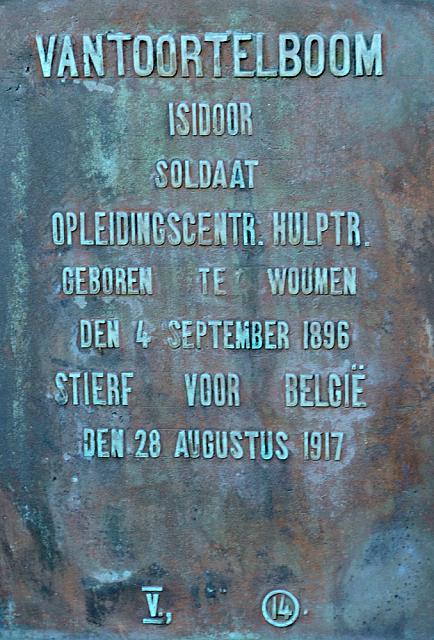 VANTOORTELBOOM
ISIDOOR
SOLDAAT
OPLEIDINGSCENTR. HULPTR.
GEBOREN TE WOUMEN
DEN 4 SEPTEMBER 1896
STIERF VOOR BELGIË
DEN 28 AUGUSTUS 1917
V., 14.